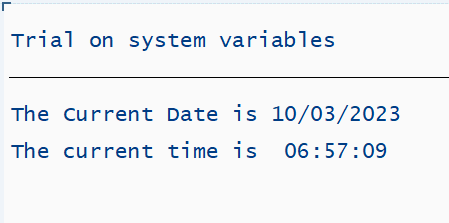 Trial on system variables
The Current Date is 10/03/2023
The current time is  06:57:09